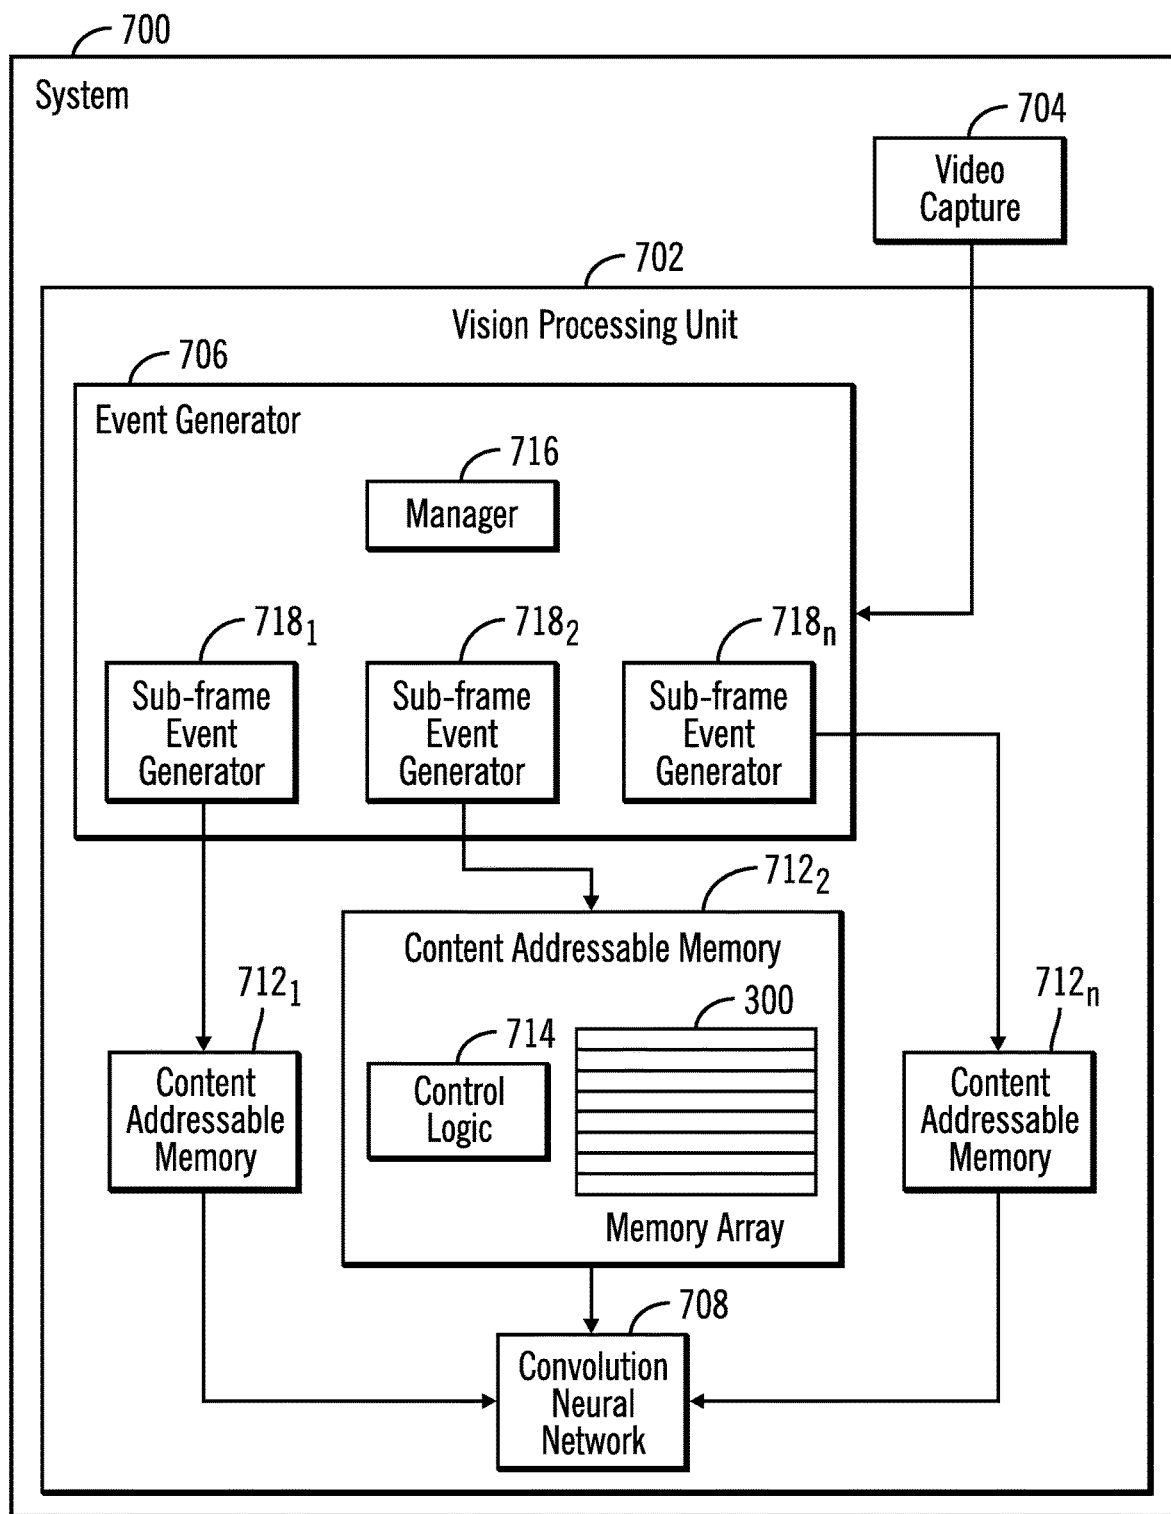 700
System
704
Video
Capture
702
Vision Processing Unit
706
Event Generator
716
Manager
718₁
718₂
718ₙ
Sub-frame
Event
Generator
Sub-frame
Event
Generator
Sub-frame
Event
Generator
712₂
Content Addressable Memory
712₁
300
712ₙ
714
Content
Addressable
Memory
Control
Logic
Content
Addressable
Memory
Memory Array
708
Convolution
Neural
Network